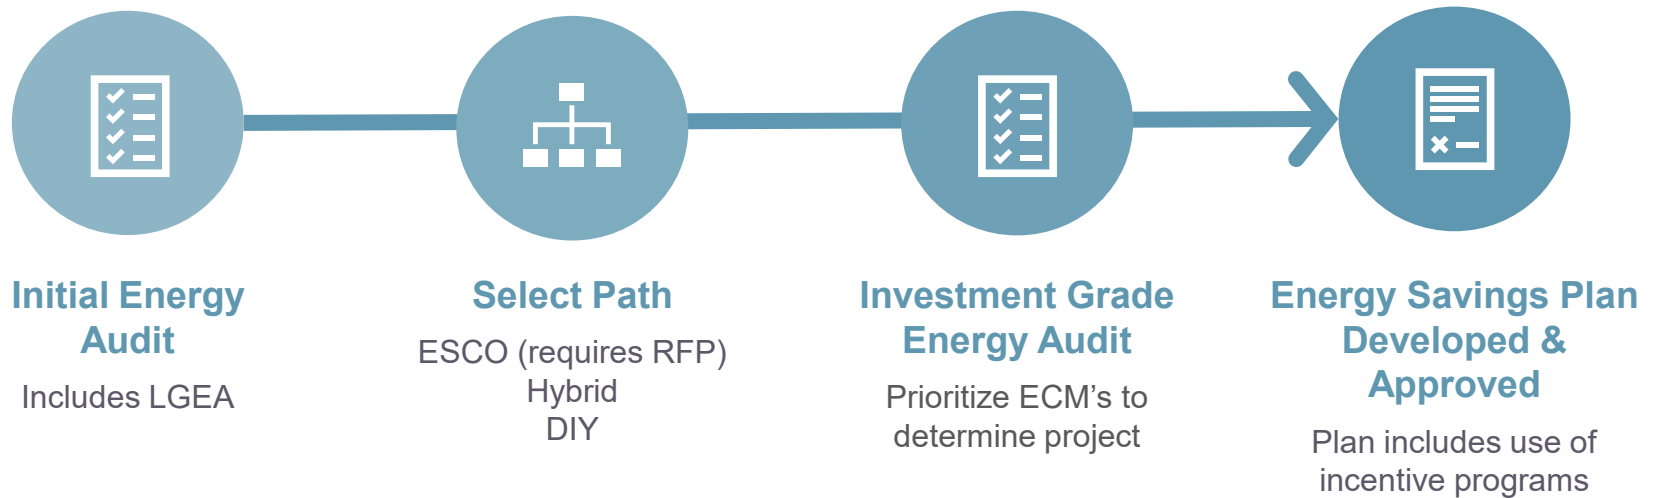 Initial Energy
Audit
Includes LGEA
Select Path
ESCO (requires RFP)
Hybrid
DIY
Investment Grade
Energy Audit
Prioritize ECM's to
determine project
Energy Savings Plan
Developed &
Approved
Plan includes use of
incentive programs